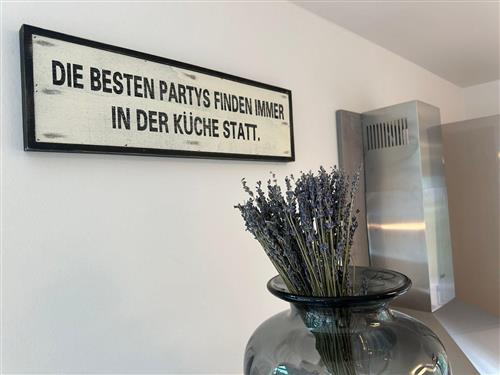 DIE BESTEN PARTYS FINDEN IMMER
IN DER KÜCHE STATT.